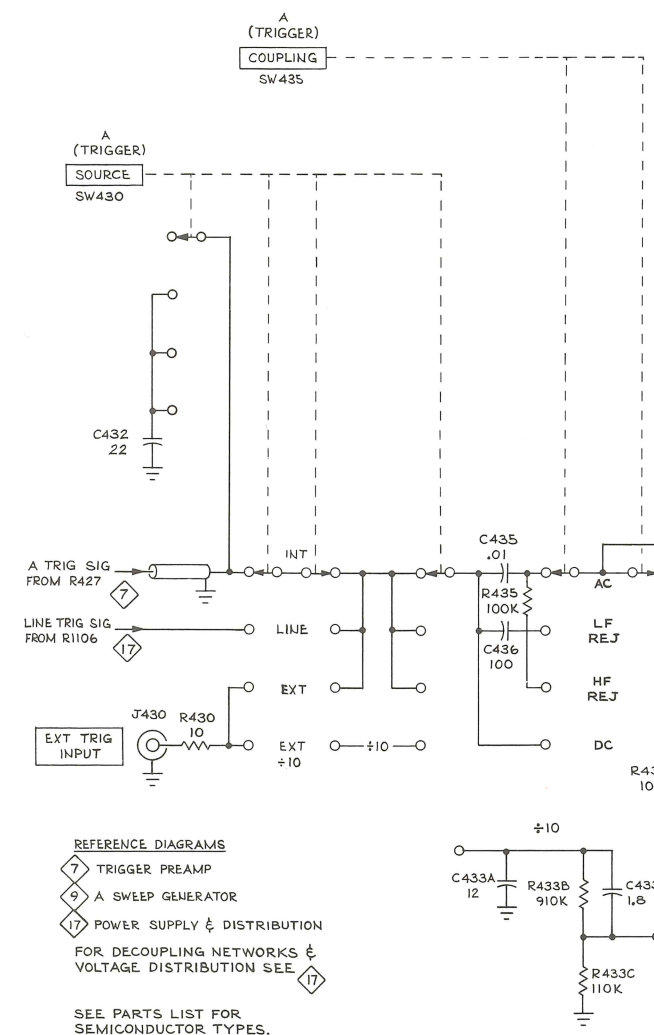 A
(TRIGGER)
COUPLING
SW435
A
(TRIGGER)
SOURCE
SW430
C432
22
A TRIG SIG
FROM R427
7
INT
C435
.01
AC
R435
100K
LINE TRIG SIG
FROM R1106
17
LINE
C436
100
LF
REJ
EXT
HF
REJ
EXT TRIG
INPUT
J430
R430
10
EXT
÷10
÷10
DC
R43
10
REFERENCE DIAGRAMS
7 TRIGGER PREAMP
9 A SWEEP GENERATOR
17 POWER SUPPLY & DISTRIBUTION
FOR DECOUPLING NETWORKS &
VOLTAGE DISTRIBUTION SEE 17
SEE PARTS LIST FOR
SEMICONDUCTOR TYPES.
÷10
C433A
12
R433B
910K
C433
1.8
R433C
110K